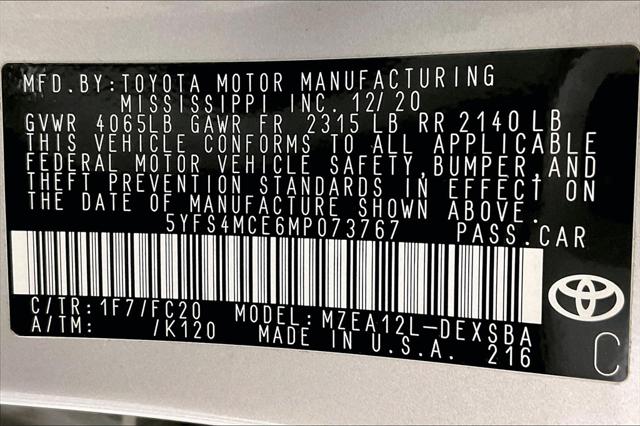 MFD.BY:TOYOTA MOTOR MANUFACTURING
MISSISSIPPI INC. 12/20
GVWR 4065LB GAWR FR 2315 LB RR 2140 LB
THIS VEHICLE CONFORMS TO ALL APPLICABLE
FEDERAL MOTOR VEHICLE SAFETY,BUMPER,AND
THEFT PREVENTION STANDARDS IN EFFECT ON
THE DATE OF MANUFACTURE SHOWN ABOVE.
5YFS4MCE6MP073767 PASS.CAR
C/TR:1F7/FC20 MODEL:MZEA12L-DEXSBA
A/TM: /K120 MADE IN U.S.A. 216
C